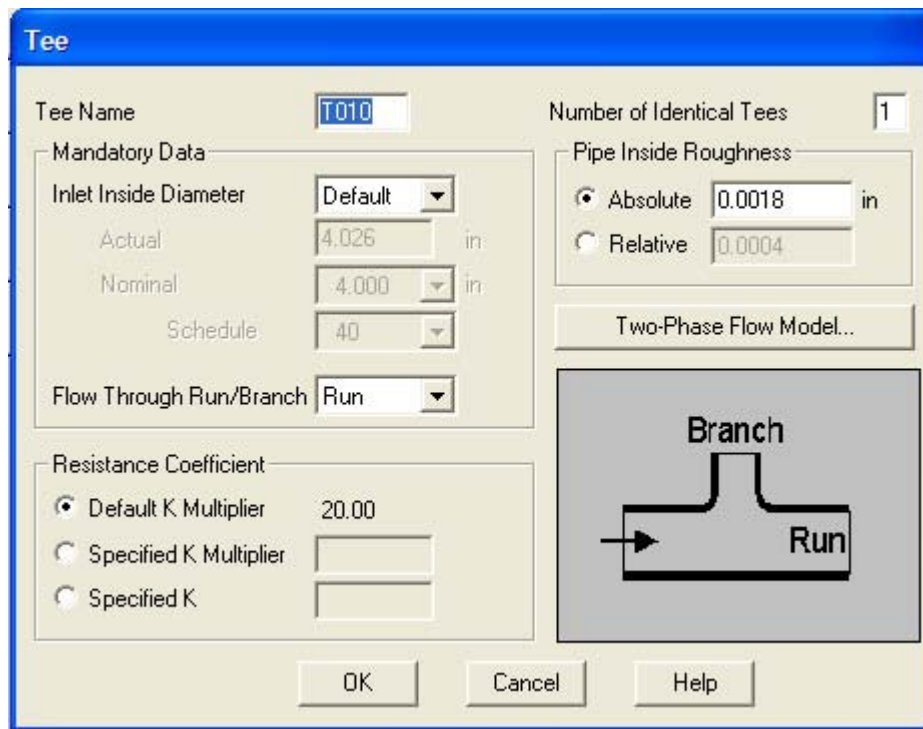 Tee
Tee Name T010 Number of Identical Tees 1
Mandatory Data
Inlet Inside Diameter Default
Actual 4.026 in
Nominal 4.000 in
Schedule 40
Flow Through Run/Branch Run
Pipe Inside Roughness
Absolute 0.0018 in
Relative 0.0004
Two-Phase Flow Model...
Resistance Coefficient
Default K Multiplier 20.00
Specified K Multiplier
Specified K
Branch
Run
OK Cancel Help